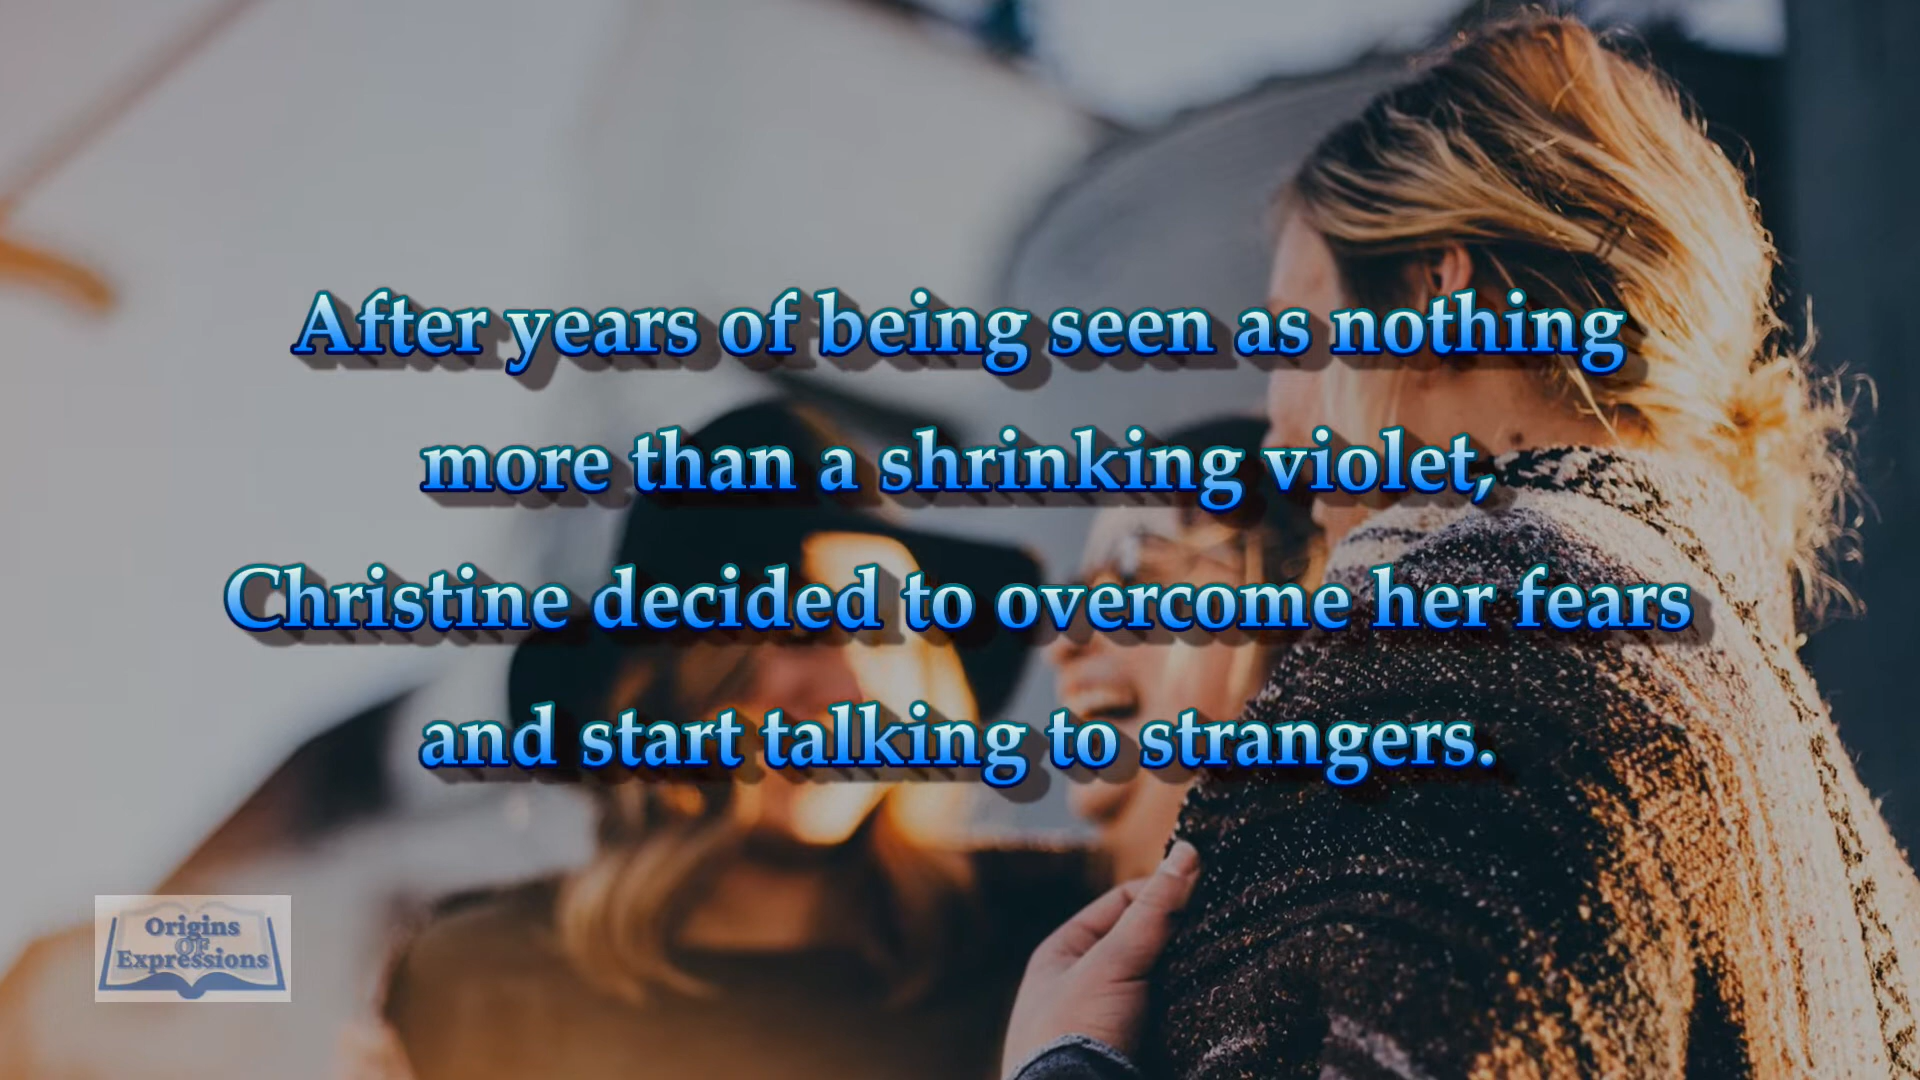 After years of being seen as nothing
more than a shrinking violet,
Christine decided to overcome her fears
and start talking to strangers.
Origins
OF
Expressions